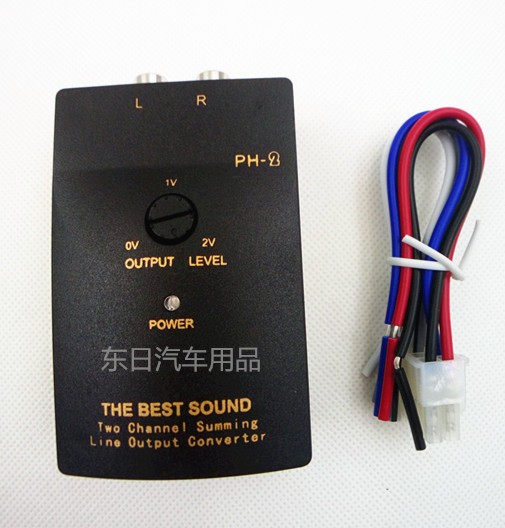 L R
PH-2
1V
0V 2V
OUTPUT LEVEL
POWER
东日汽车用品
THE BEST SOUND
Two Channel Summing
Line Output Converter